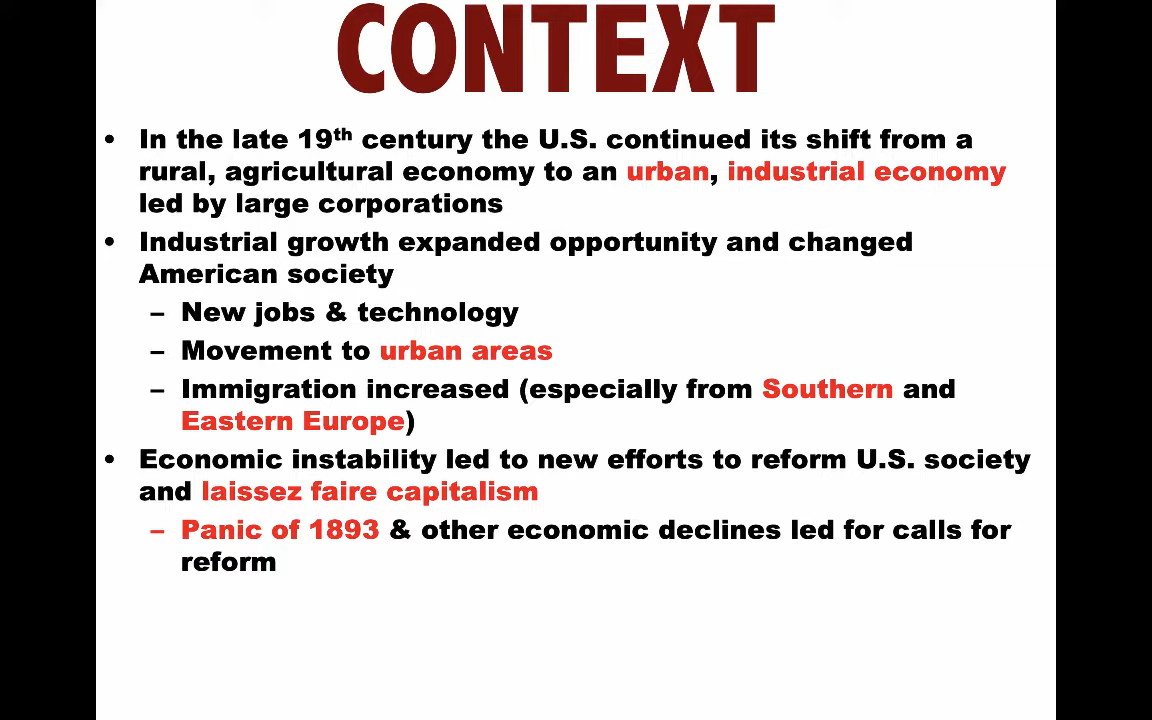 CONTEXT
• In the late 19th century the U.S. continued its shift from a
rural, agricultural economy to an urban, industrial economy
led by large corporations
• Industrial growth expanded opportunity and changed
American society
– New jobs & technology
– Movement to urban areas
– Immigration increased (especially from Southern and
Eastern Europe)
• Economic instability led to new efforts to reform U.S. society
and laissez faire capitalism
– Panic of 1893 & other economic declines led for calls for
reform